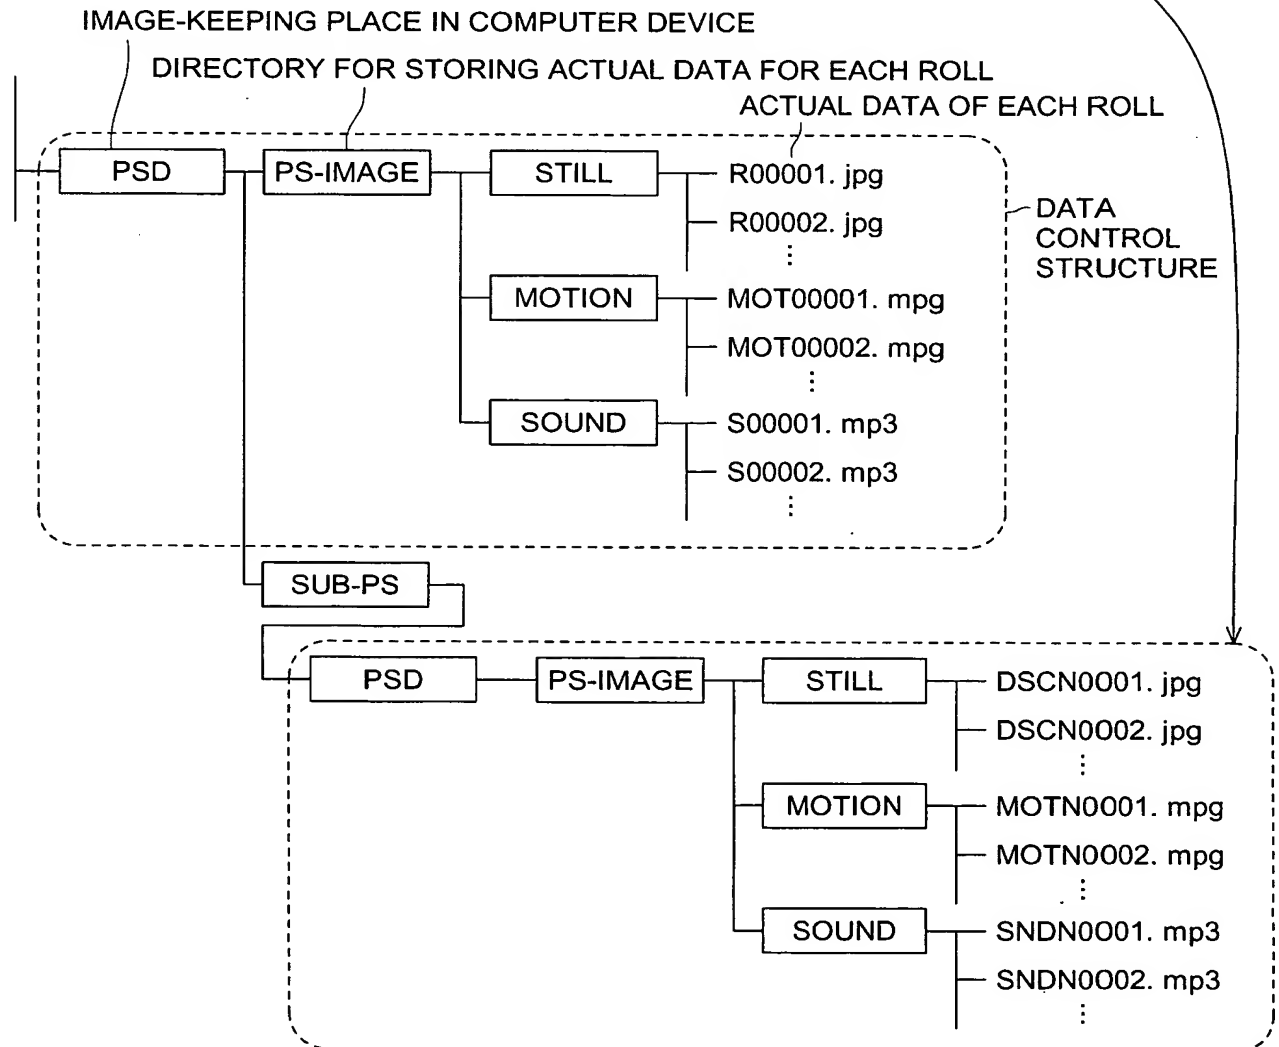 IMAGE-KEEPING PLACE IN COMPUTER DEVICE
DIRECTORY FOR STORING ACTUAL DATA FOR EACH ROLL
ACTUAL DATA OF EACH ROLL
PSD
PS-IMAGE
STILL
R00001. jpg
R00002. jpg
DATA
CONTROL
STRUCTURE
MOTION
MOT00001. mpg
MOT00002. mpg
SOUND
S00001. mp3
S00002. mp3
SUB-PS
PSD
PS-IMAGE
STILL
DSCN0001. jpg
DSCN0002. jpg
MOTION
MOTN0001. mpg
MOTN0002. mpg
SOUND
SNDN0001. mp3
SNDN0002. mp3